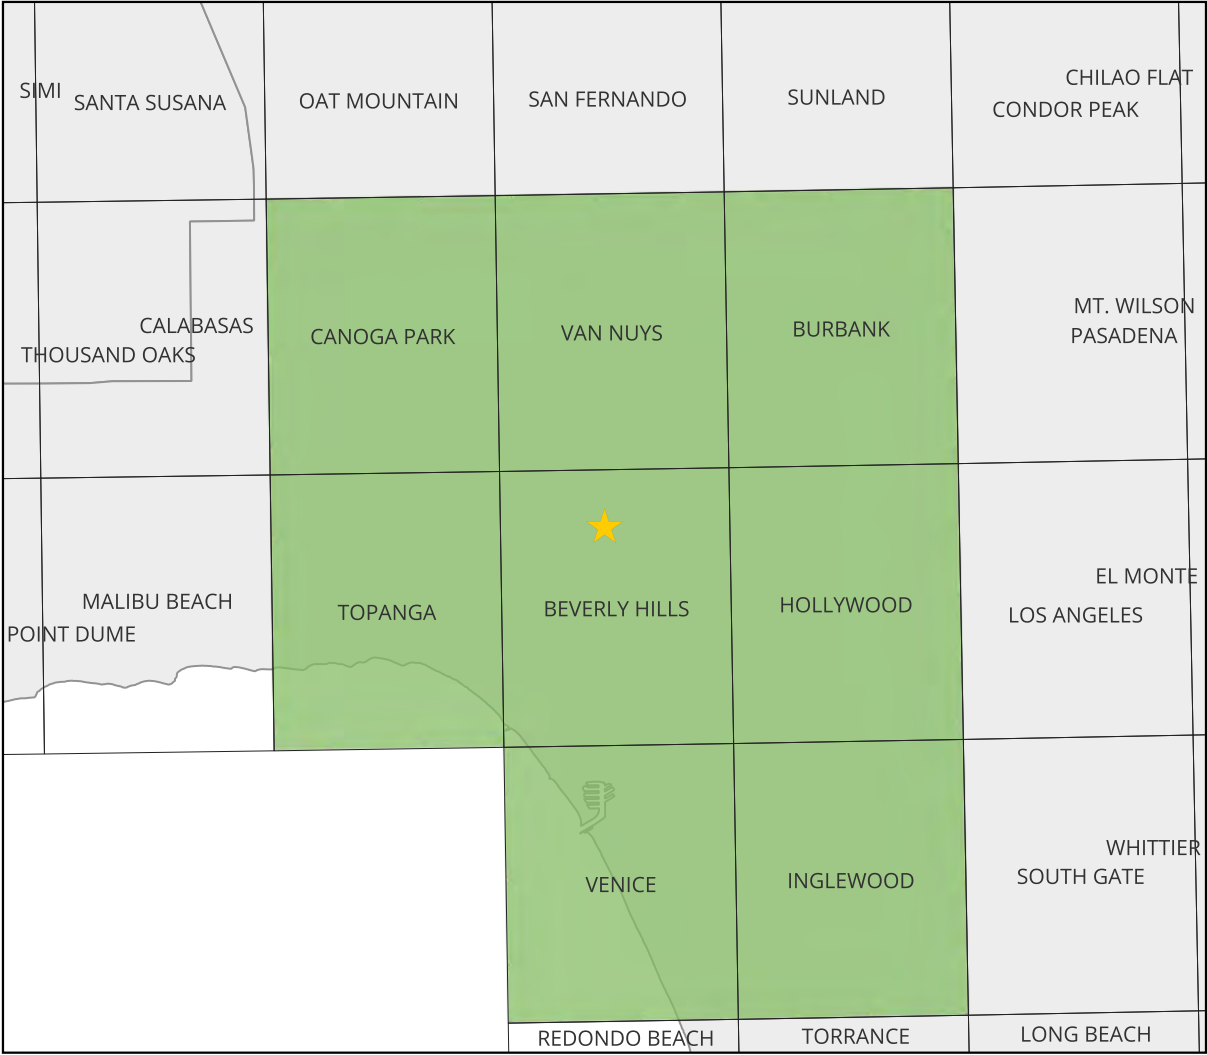 SIMI
SANTA SUSANA
OAT MOUNTAIN
SAN FERNANDO
SUNLAND
CHILAO FLAT
CONDOR PEAK
CALABASAS
THOUSAND OAKS
CANOGA PARK
VAN NUYS
BURBANK
MT. WILSON
PASADENA
MALIBU BEACH
POINT DUME
TOPANGA
BEVERLY HILLS
HOLLYWOOD
EL MONTE
LOS ANGELES
VENICE
INGLEWOOD
WHITTIER
SOUTH GATE
REDONDO BEACH
TORRANCE
LONG BEACH